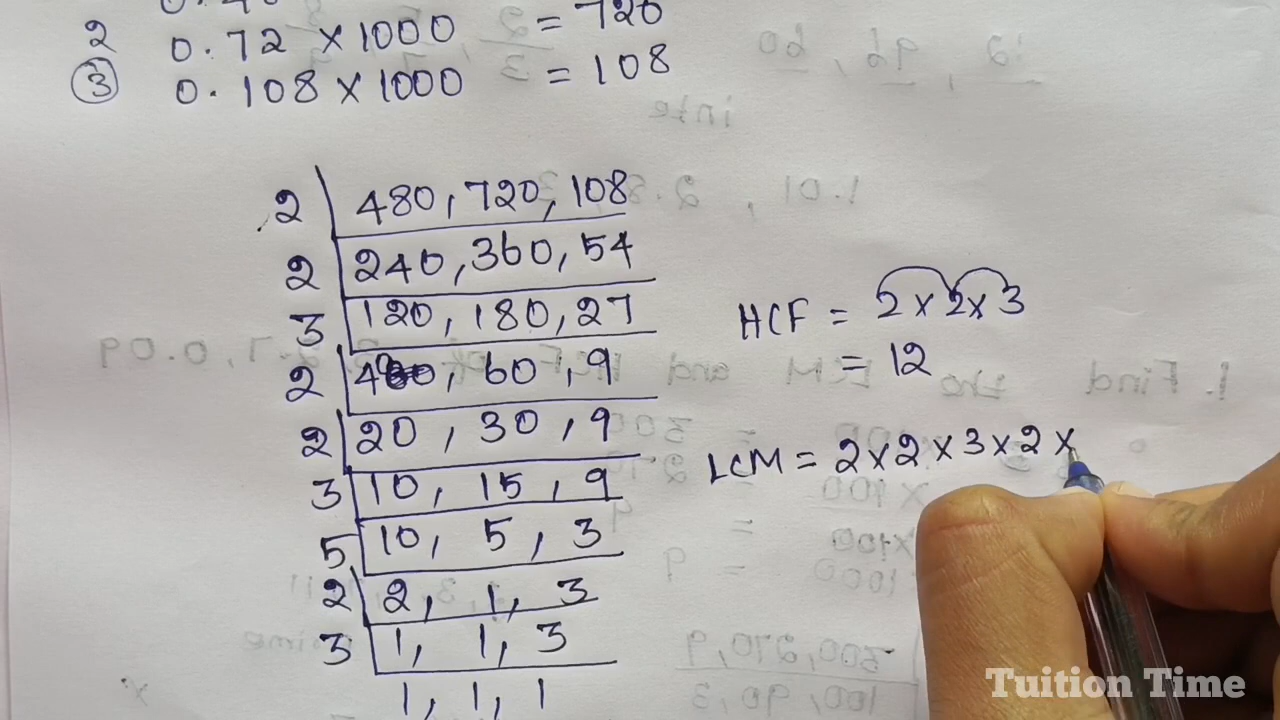 2 0.72 × 1000 = 720
③ 0.108 × 1000 = 108
2 480, 720, 108
2 240, 360, 54
3 120, 180, 27
2 40, 60, 9
2 20, 30, 9
3 10, 15, 9
5 10, 5, 3
2 2, 1, 3
3 1, 1, 3
1, 1, 1
HCF = 2 × 2 × 3
= 12
LCM = 2 × 2 × 3 × 2 ×
Tuition Time